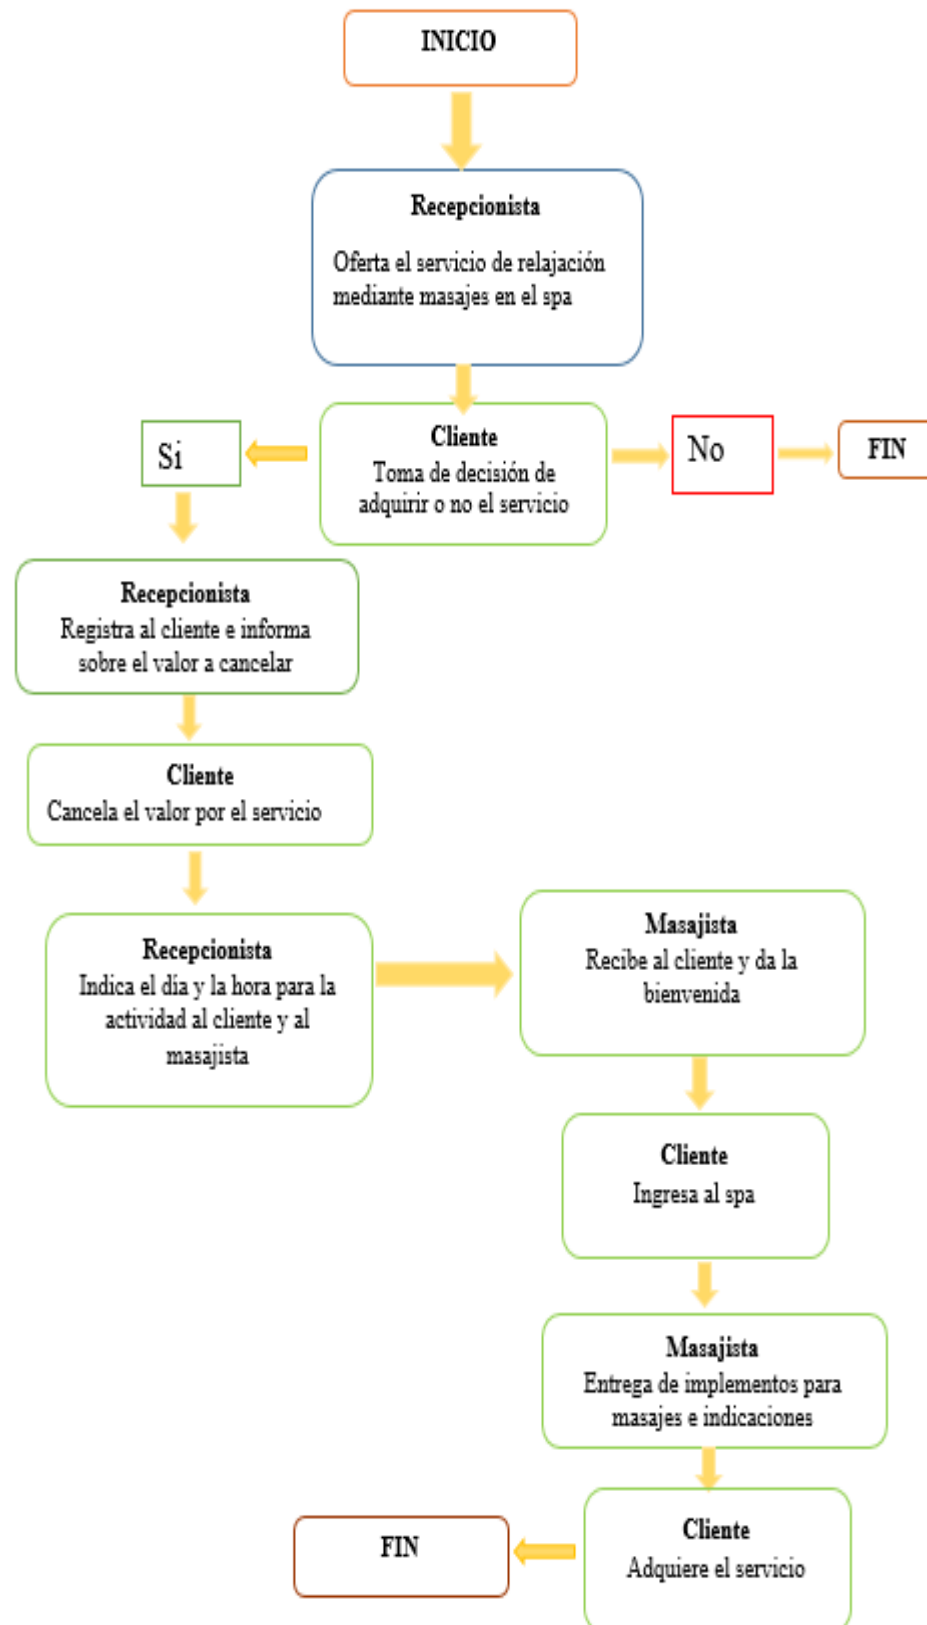 INICIO
Recepcionista
Oferta el servicio de relajación
mediante masajes en el spa
Cliente
Toma de decisión de
adquirir o no el servicio
Si
No
FIN
Recepcionista
Registra al cliente e informa
sobre el valor a cancelar
Cliente
Cancela el valor por el servicio
Recepcionista
Indica el día y la hora para la
actividad al cliente y al
masajista
Masajista
Recibe al cliente y da la
bienvenida
Cliente
Ingresa al spa
Masajista
Entrega de implementos para
masajes e indicaciones
Cliente
Adquiere el servicio
FIN